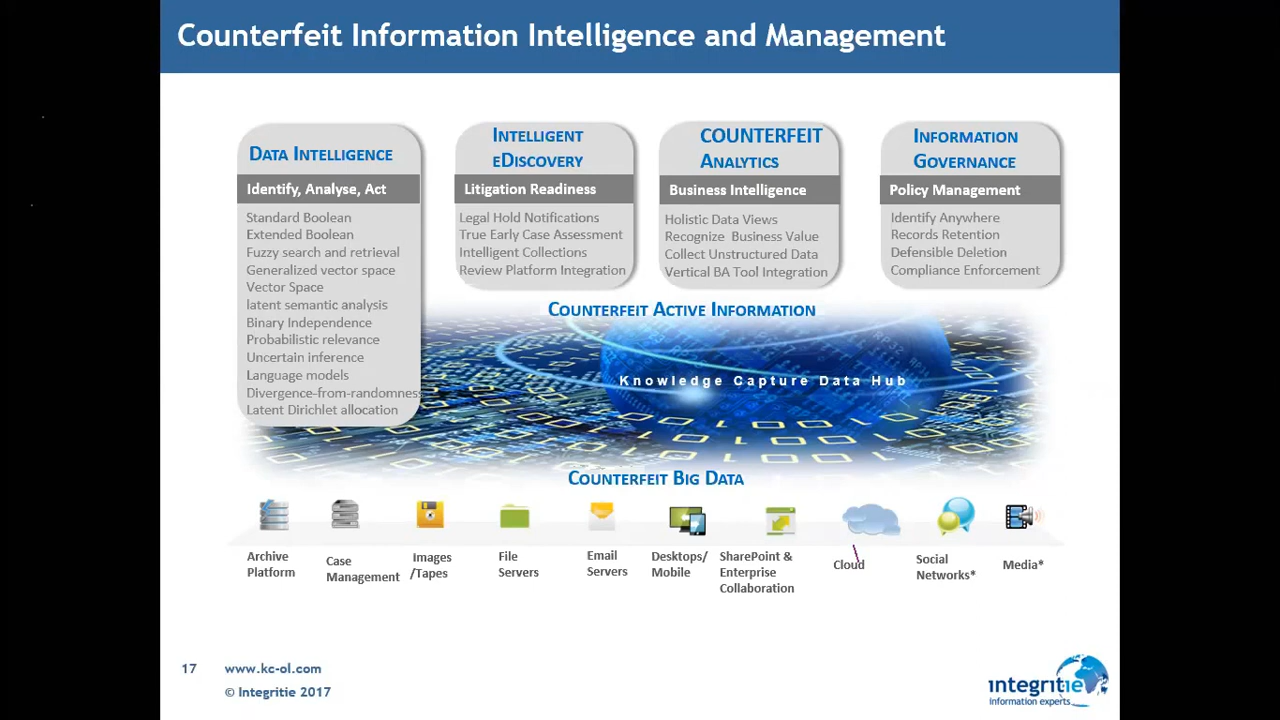 Counterfeit Information Intelligence and Management
DATA INTELLIGENCE
Identify, Analyse, Act
Standard Boolean
Extended Boolean
Fuzzy search and retrieval
Generalized vector space
Vector Space
latent semantic analysis
Binary Independence
Probabilistic relevance
Uncertain inference
Language models
Divergence-from-randomness
Latent Dirichlet allocation
INTELLIGENT
eDISCOVERY
Litigation Readiness
Legal Hold Notifications
True Early Case Assessment
Intelligent Collections
Review Platform Integration
COUNTERFEIT
ANALYTICS
Business Intelligence
Holistic Data Views
Recognize Business Value
Collect Unstructured Data
Vertical BA Tool Integration
INFORMATION
GOVERNANCE
Policy Management
Identify Anywhere
Records Retention
Defensible Deletion
Compliance Enforcement
COUNTERFEIT ACTIVE INFORMATION
Knowledge Capture Data Hub
COUNTERFEIT BIG DATA
Archive
Platform
Case
Management
Images
/Tapes
File
Servers
Email
Servers
Desktops/
Mobile
SharePoint &
Enterprise
Collaboration
Cloud
Social
Networks*
Media*
17
www.kc-ol.com
© Integritie 2017
integritie
information experts